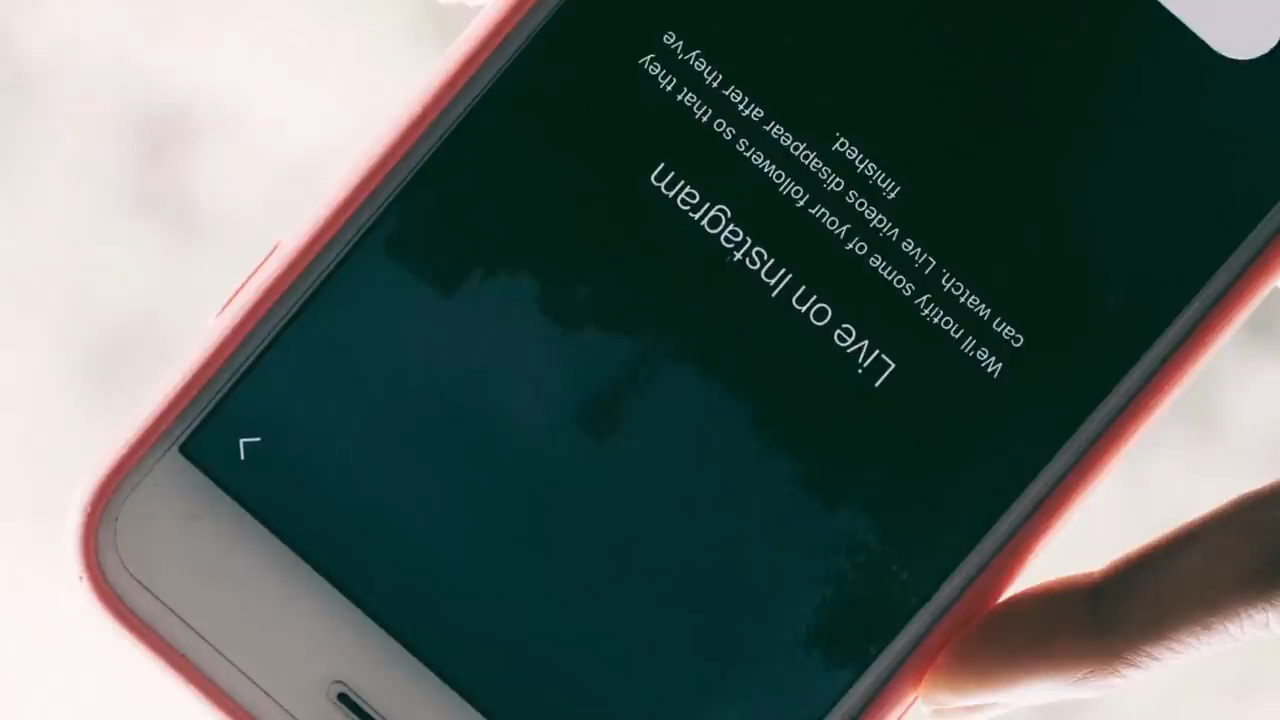 Live on Instagram
We'll notify some of your followers so that they
can watch. Live videos disappear after they've
finished.